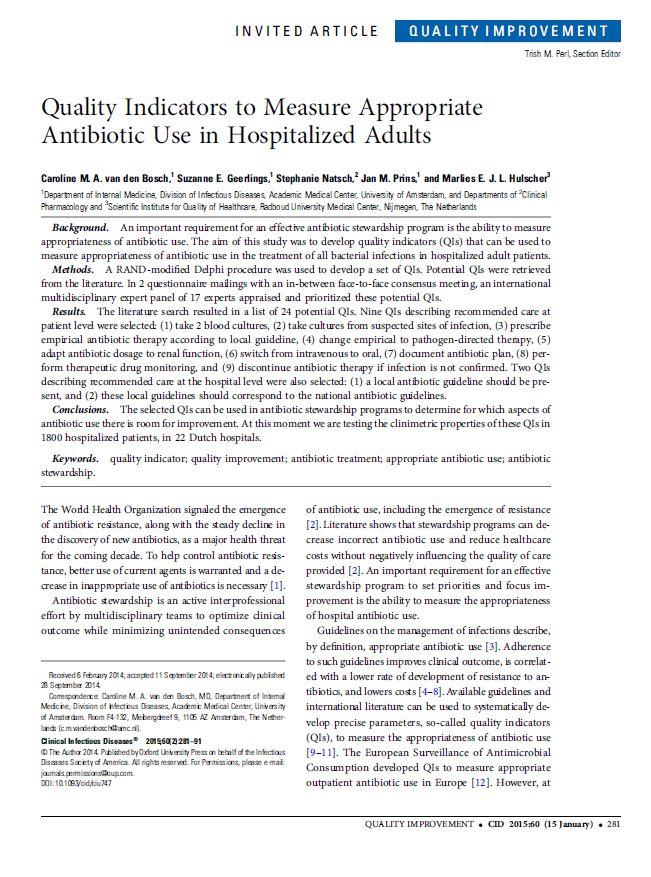 INVITED ARTICLE
QUALITY IMPROVEMENT
Trish M. Perl, Section Editor
Quality Indicators to Measure Appropriate
Antibiotic Use in Hospitalized Adults
Caroline M. A. van den Bosch,1 Suzanne E. Geerlings,1 Stephanie Natsch,2 Jan M. Prins,1 and Marlies E. J. L. Hulscher3
1Department of Internal Medicine, Division of Infectious Diseases, Academic Medical Center, University of Amsterdam, and Departments of 2Clinical
Pharmacology and 3Scientific Institute for Quality of Healthcare, Radboud University Medical Center, Nijmegen, The Netherlands
Background. An important requirement for an effective antibiotic stewardship program is the ability to measure
appropriateness of antibiotic use. The aim of this study was to develop quality indicators (QIs) that can be used to
measure appropriateness of antibiotic use in the treatment of all bacterial infections in hospitalized adult patients.
Methods. A RAND-modified Delphi procedure was used to develop a set of QIs. Potential QIs were retrieved
from the literature. In 2 questionnaire mailings with an in-between face-to-face consensus meeting, an international
multidisciplinary expert panel of 17 experts appraised and prioritized these potential QIs.
Results. The literature search resulted in a list of 24 potential QIs. Nine QIs describing recommended care at
patient level were selected: (1) take 2 blood cultures, (2) take cultures from suspected sites of infection, (3) prescribe
empirical antibiotic therapy according to local guideline, (4) change empirical to pathogen-directed therapy, (5)
adapt antibiotic dosage to renal function, (6) switch from intravenous to oral, (7) document antibiotic plan, (8) per-
form therapeutic drug monitoring, and (9) discontinue antibiotic therapy if infection is not confirmed. Two QIs
describing recommended care at the hospital level were also selected: (1) a local antibiotic guideline should be pre-
sent, and (2) these local guidelines should correspond to the national antibiotic guidelines.
Conclusions. The selected QIs can be used in antibiotic stewardship programs to determine for which aspects of
antibiotic use there is room for improvement. At this moment we are testing the clinimetric properties of these QIs in
1800 hospitalized patients, in 22 Dutch hospitals.
Keywords. quality indicator; quality improvement; antibiotic treatment; appropriate antibiotic use; antibiotic
stewardship.
The World Health Organization signaled the emergence
of antibiotic resistance, along with the steady decline in
the discovery of new antibiotics, as a major health threat
for the coming decade. To help control antibiotic resis-
tance, better use of current agents is warranted and a de-
crease in inappropriate use of antibiotics is necessary [1].
Antibiotic stewardship is an active interprofessional
effort by multidisciplinary teams to optimize clinical
outcome while minimizing unintended consequences
Received 6 February 2014; accepted 11 September 2014; electronically published
28 September 2014.
Correspondence: Caroline M. A. van den Bosch, MD, Department of Internal
Medicine, Division of Infectious Diseases, Academic Medical Center, University
of Amsterdam. Room F4-132, Meibergdreef 9, 1105 AZ Amsterdam, The Nether-
lands (c.m.vandenbosch@amc.nl).
Clinical Infectious Diseases® 2015;60(2):281–91
© The Author 2014. Published by Oxford University Press on behalf of the Infectious
Diseases Society of America. All rights reserved. For Permissions, please e-mail:
journals.permissions@oup.com.
DOI: 10.1093/cid/ciu747
of antibiotic use, including the emergence of resistance
[2]. Literature shows that stewardship programs can de-
crease incorrect antibiotic use and reduce healthcare
costs without negatively influencing the quality of care
provided [2]. An important requirement for an effective
stewardship program to set priorities and focus im-
provement is the ability to measure the appropriateness
of hospital antibiotic use.
Guidelines on the management of infections describe,
by definition, appropriate antibiotic use [3]. Adherence
to such guidelines improves clinical outcome, is correlat-
ed with a lower rate of development of resistance to an-
tibiotics, and lowers costs [4–8]. Available guidelines and
international literature can be used to systematically de-
velop precise parameters, so-called quality indicators
(QIs), to measure the appropriateness of antibiotic use
[9–11]. The European Surveillance of Antimicrobial
Consumption developed QIs to measure appropriate
outpatient antibiotic use in Europe [12]. However, at
QUALITY IMPROVEMENT • CID 2015:60 (15 January) • 281